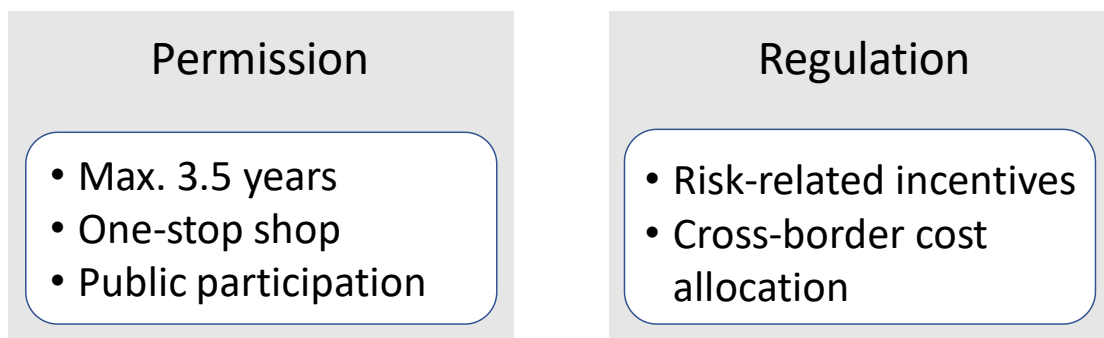 Permission
• Max. 3.5 years
• One-stop shop
• Public participation
Regulation
• Risk-related incentives
• Cross-border cost
allocation